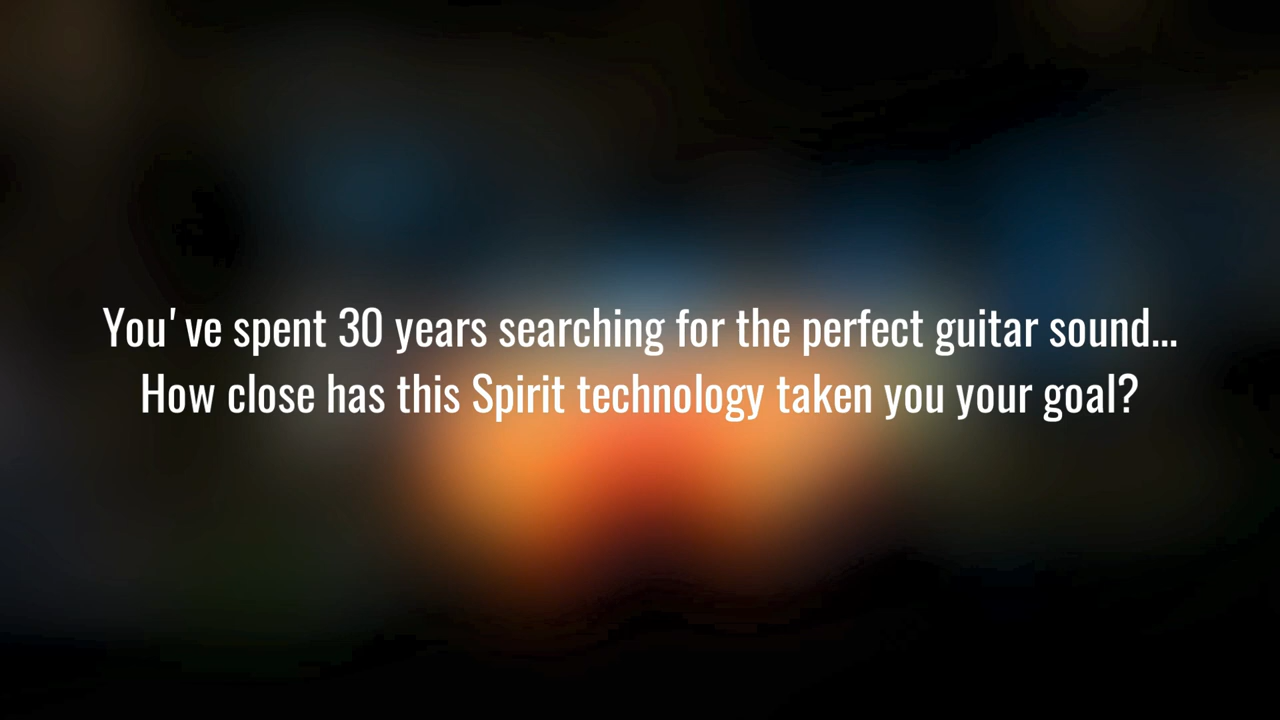 You've spent 30 years searching for the perfect guitar sound...
How close has this Spirit technology taken you your goal?